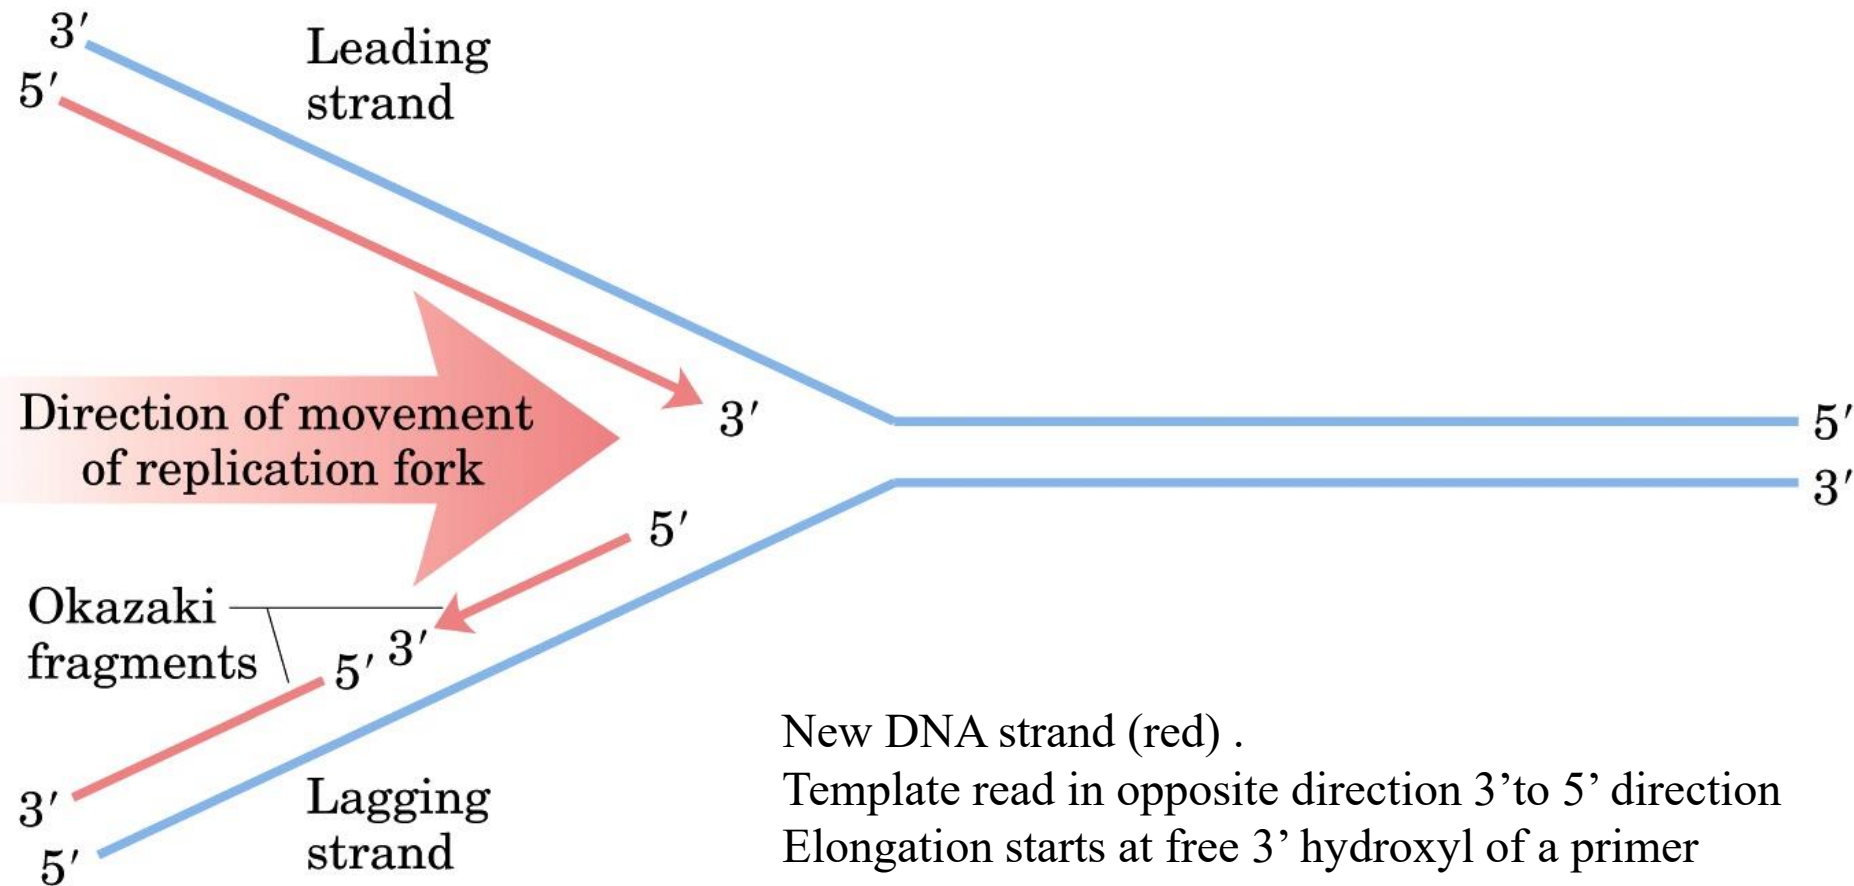 3′
5′
Leading
strand
Direction of movement
of replication fork
3′
5′
3′
5′
Okazaki
fragments
5′ 3′
3′
5′
Lagging
strand
New DNA strand (red) .
Template read in opposite direction 3’to 5’ direction
Elongation starts at free 3’ hydroxyl of a primer